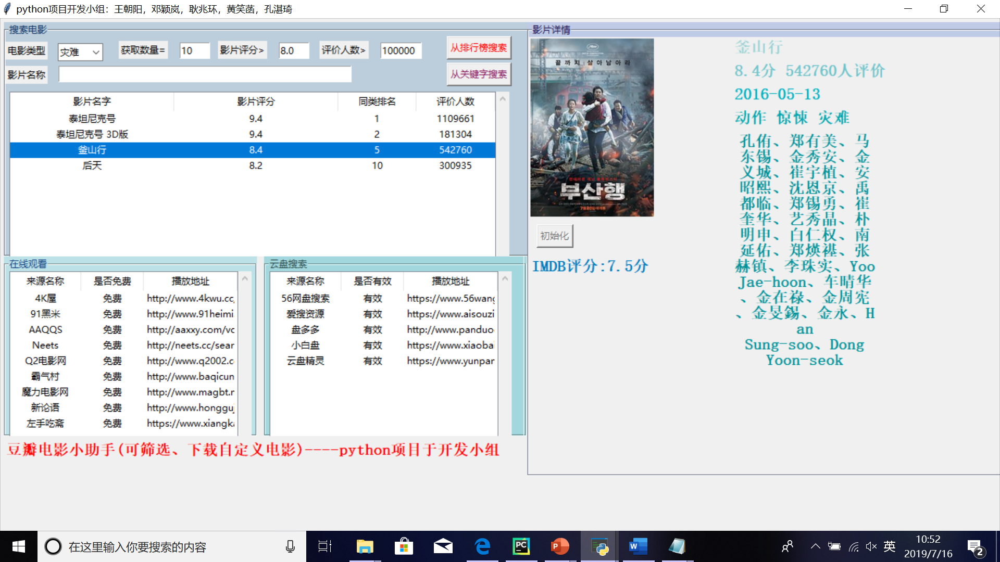 python项目开发小组：王朝阳，邓颖岚，耿兆环，黄笑菡，孔湛琦
搜索电影
电影类型 灾难 获取数量= 10 影片评分> 8.0 评价人数> 100000 从排行榜搜索
影片名称 从关键字搜索
影片名字 影片评分 同类排名 评价人数
泰坦尼克号 9.4 1 1109661
泰坦尼克号 3D版 9.4 2 181304
釜山行 8.4 5 542760
后天 8.2 10 300935
在线观看
来源名称 是否免费 播放地址
4K屋 免费 http://www.4kwu.cc,
91黑米 免费 http://www.91heimi.
AAQQS 免费 http://aaxxy.com/vc
Neets 免费 http://neets.cc/sear
Q2电影网 免费 http://www.q2002.c
霸气村 免费 http://www.baqicun
魔力电影网 免费 http://www.magbt.r
新论语 免费 http://www.hongguj
左手吃斋 免费 https://www.xiangka
云盘搜索
来源名称 是否有效 播放地址
56网盘搜索 有效 https://www.56wang
爱搜资源 有效 https://www.aisouzi
盘多多 有效 http://www.panduo
小白盘 有效 https://www.xiaobai
云盘精灵 有效 https://www.yunpan
豆瓣电影小助手(可筛选、下载自定义电影)----python项目于开发小组
影片详情
끝까지 살아남아라
부산행
初始化
IMDB评分:7.5分
釜山行
8.4分 542760人评价
2016-05-13
动作 惊悚 灾难
孔侑、郑有美、马
东锡、金秀安、金
义城、崔宇植、安
昭熙、沈恩京、禹
都临、郑锡勇、崔
奎华、艺秀晶、朴
明申、白仁权、南
延佑、郑煐褀、张
赫镇、李珠实、Yoo
Jae-hoon、车晴华
、金在禄、金周宪
、金旻錫、金永、H
an
Sung-soo、Dong
Yoon-seok
在这里输入你要搜索的内容
英
10:52
2019/7/16
2